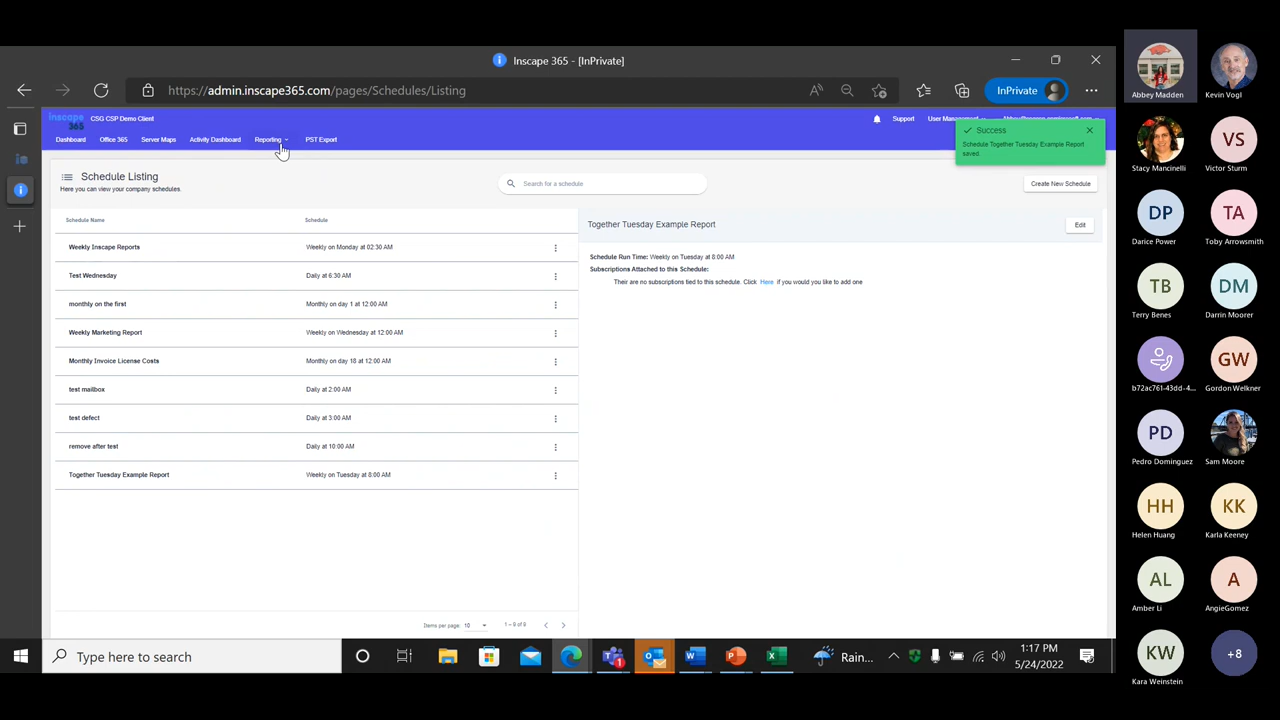 Inscape 365 - [InPrivate]
https://admin.inscape365.com/pages/Schedules/Listing
InPrivate
inscape
365
CSG CSP Demo Client
Support
User Management
Dashboard
Office 365
Server Maps
Activity Dashboard
Reporting
PST Export
Success
Schedule Together Tuesday Example Report
saved.
Schedule Listing
Here you can view your company schedules.
Search for a schedule
Create New Schedule
Schedule Name
Schedule
Weekly Inscape Reports
Weekly on Monday at 02:30 AM
Test Wednesday
Daily at 6:30 AM
monthly on the first
Monthly on day 1 at 12:00 AM
Weekly Marketing Report
Weekly on Wednesday at 12:00 AM
Monthly Invoice License Costs
Monthly on day 18 at 12:00 AM
test mailbox
Daily at 2:00 AM
test defect
Daily at 3:00 AM
remove after test
Daily at 10:00 AM
Together Tuesday Example Report
Weekly on Tuesday at 8:00 AM
Items per page: 10
1 – 9 of 9
Together Tuesday Example Report
Edit
Schedule Run Time: Weekly on Tuesday at 8:00 AM
Subscriptions Attached to this Schedule:
Their are no subscriptions tied to this schedule. Click Here if you would you like to add one
Type here to search
1
Rain...
1:17 PM
5/24/2022
Abbey Madden
Kevin Vogl
Stacy Mancinelli
VS
Victor Sturm
DP
Darice Power
TA
Toby Arrowsmith
TB
Terry Benes
DM
Darrin Moorer
b72ac761-43dd-4...
GW
Gordon Welkner
PD
Pedro Dominguez
Sam Moore
HH
Helen Huang
KK
Karla Keeney
AL
Amber Li
A
AngieGomez
KW
Kara Weinstein
+8